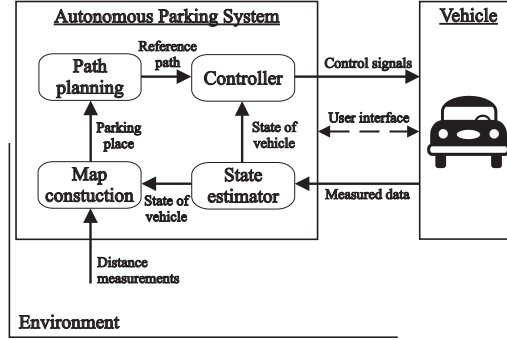 Autonomous Parking System
Vehicle
Reference
path
Path
planning
Controller
Control signals
Parking
place
State of
vehicle
User interface
Map
constuction
State of
vehicle
State
estimator
Measured data
Distance
measurements
Environment